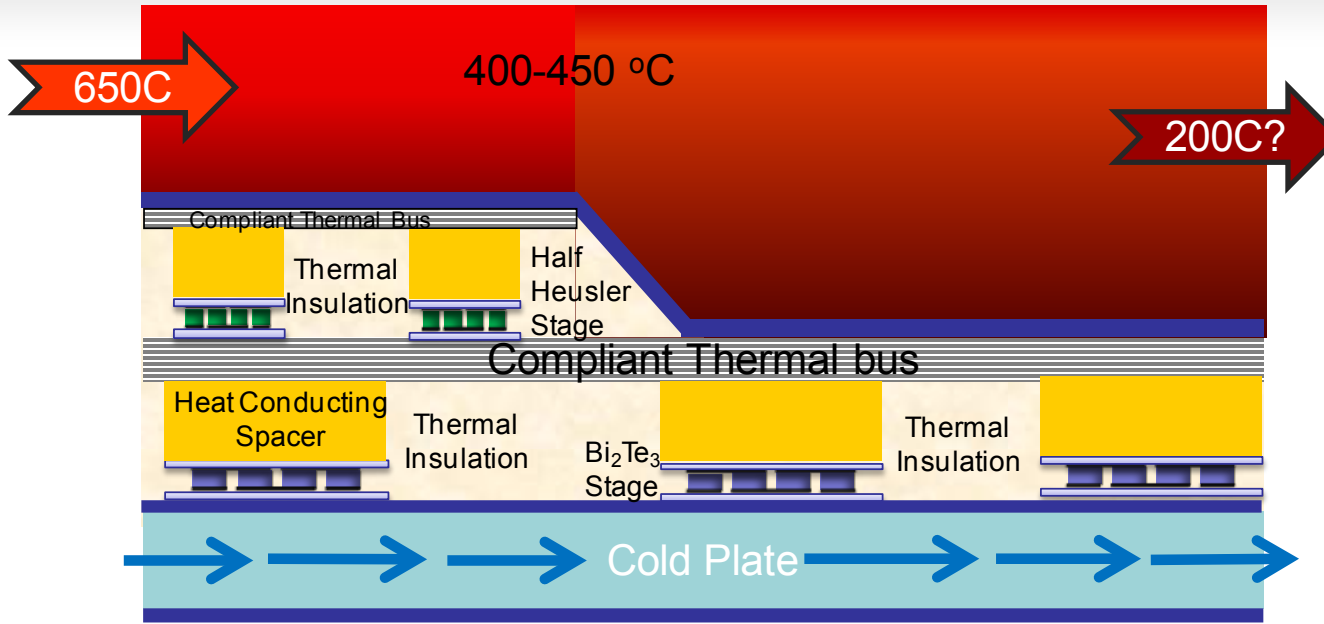 650C
400-450 °C
200C?
Compliant Thermal Bus
Thermal
Insulation
Half
Heusler
Stage
Compliant Thermal bus
Heat Conducting
Spacer
Thermal
Insulation
Bi₂Te₃
Stage
Thermal
Insulation
Cold Plate